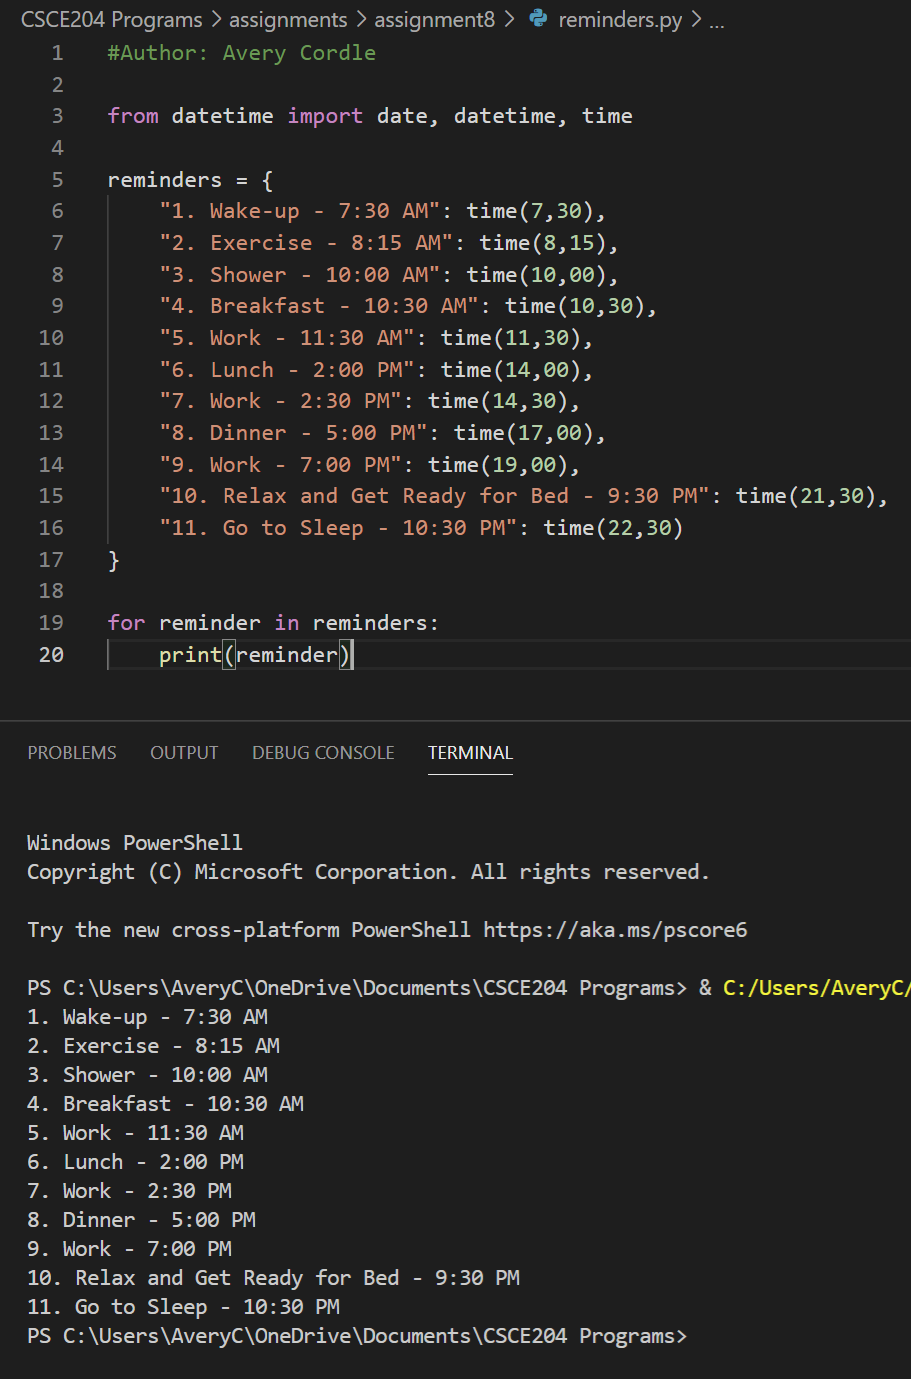 CSCE204 Programs > assignments > assignment8 > reminders.py > ...
1 #Author: Avery Cordle
2
3 from datetime import date, datetime, time
4
5 reminders = {
6 "1. Wake-up - 7:30 AM": time(7,30),
7 "2. Exercise - 8:15 AM": time(8,15),
8 "3. Shower - 10:00 AM": time(10,00),
9 "4. Breakfast - 10:30 AM": time(10,30),
10 "5. Work - 11:30 AM": time(11,30),
11 "6. Lunch - 2:00 PM": time(14,00),
12 "7. Work - 2:30 PM": time(14,30),
13 "8. Dinner - 5:00 PM": time(17,00),
14 "9. Work - 7:00 PM": time(19,00),
15 "10. Relax and Get Ready for Bed - 9:30 PM": time(21,30),
16 "11. Go to Sleep - 10:30 PM": time(22,30)
17 }
18
19 for reminder in reminders:
20 print(reminder)
PROBLEMS OUTPUT DEBUG CONSOLE TERMINAL
Windows PowerShell
Copyright (C) Microsoft Corporation. All rights reserved.
Try the new cross-platform PowerShell https://aka.ms/pscore6
PS C:\Users\AveryC\OneDrive\Documents\CSCE204 Programs> & C:/Users/AveryC/
1. Wake-up - 7:30 AM
2. Exercise - 8:15 AM
3. Shower - 10:00 AM
4. Breakfast - 10:30 AM
5. Work - 11:30 AM
6. Lunch - 2:00 PM
7. Work - 2:30 PM
8. Dinner - 5:00 PM
9. Work - 7:00 PM
10. Relax and Get Ready for Bed - 9:30 PM
11. Go to Sleep - 10:30 PM
PS C:\Users\AveryC\OneDrive\Documents\CSCE204 Programs>